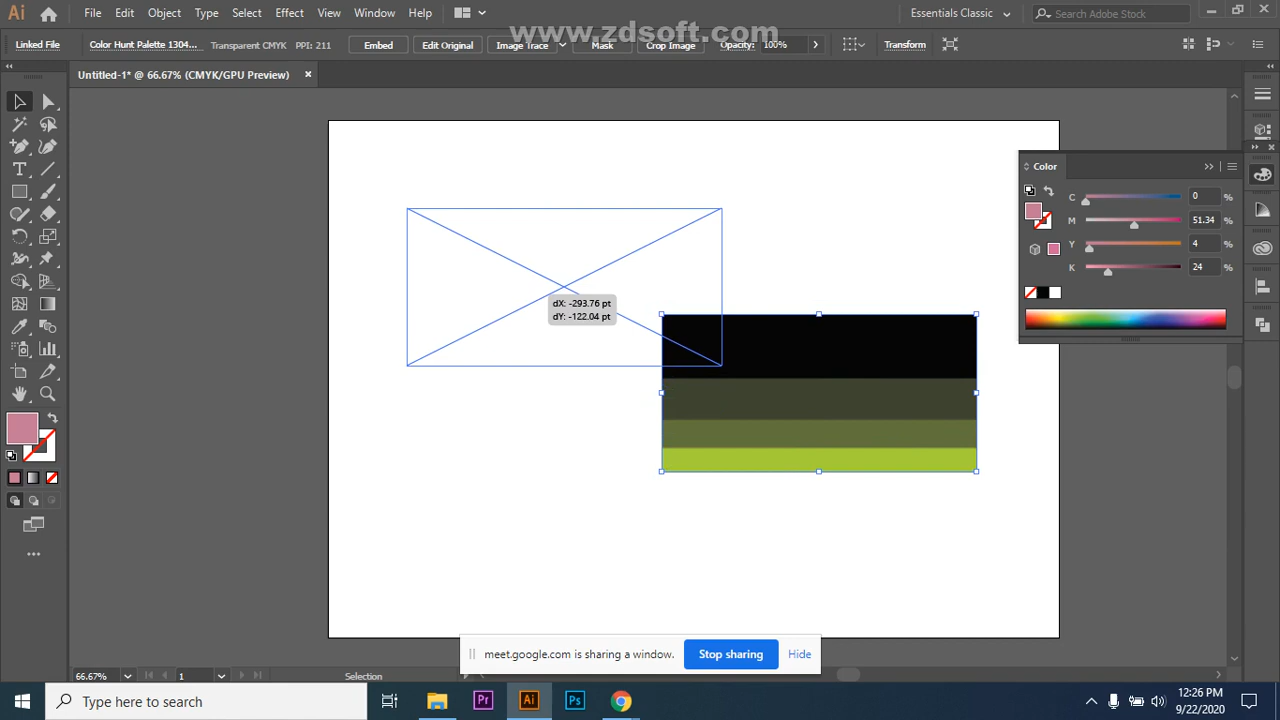 Ai File Edit Object Type Select Effect View Window Help Essentials Classic Search Adobe Stock
www.zdsoft.com
Linked File Color Hunt Palette 1304... Transparent CMYK PPI: 211 Embed Edit Original Image Trace Mask Crop Image Opacity: 100% Transform
Untitled-1* @ 66.67% (CMYK/GPU Preview)
Color
C 0 %
M 51.34 %
Y 4 %
K 24 %
dX: -293.76 pt
dY: -122.04 pt
meet.google.com is sharing a window. Stop sharing Hide
66.67% 1 Selection
Type here to search Pr Ai Ps 12:26 PM
9/22/2020